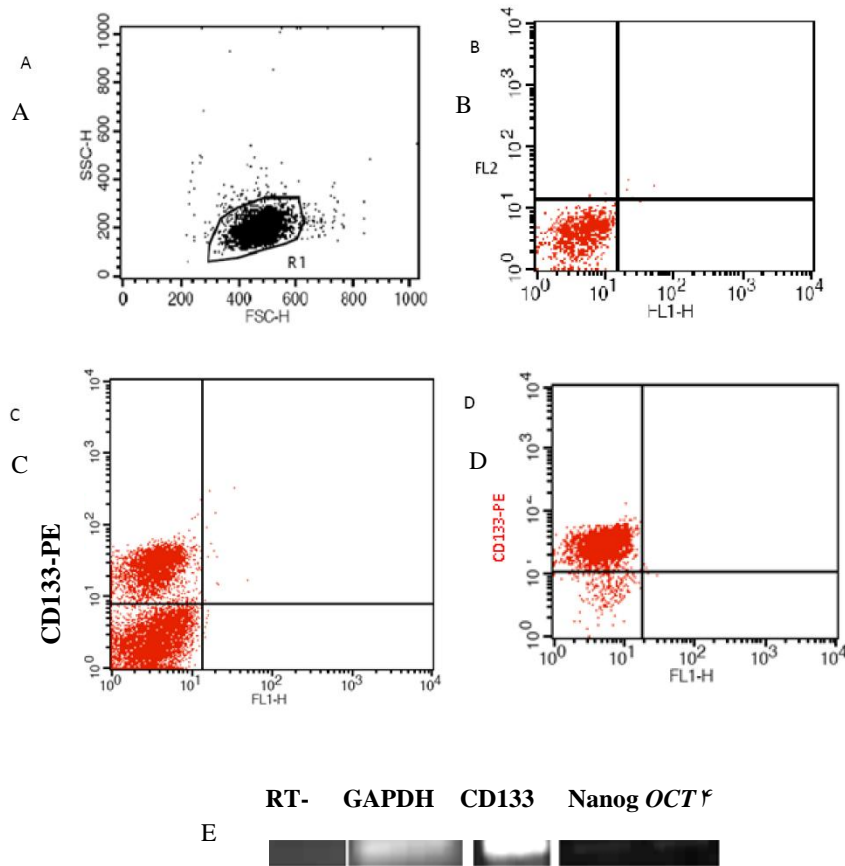 A
A
SSC-H
1000
800
600
400
200
0
R1
0 200 400 600 800 1000
FSC-H
B
B
FL2
10⁴
10³
10²
10¹
10⁰
10⁰ 10¹ 10² 10³ 10⁴
FL1-H
C
C
CD133-PE
10⁴
10³
10²
10¹
10⁰
10⁰ 10¹ 10² 10³ 10⁴
FL1-H
D
D
CD133-PE
10⁴
10³
10²
10¹
10⁰
10⁰ 10¹ 10² 10³ 10⁴
FL1-H
RT- GAPDH CD133 Nanog OCT۴
E